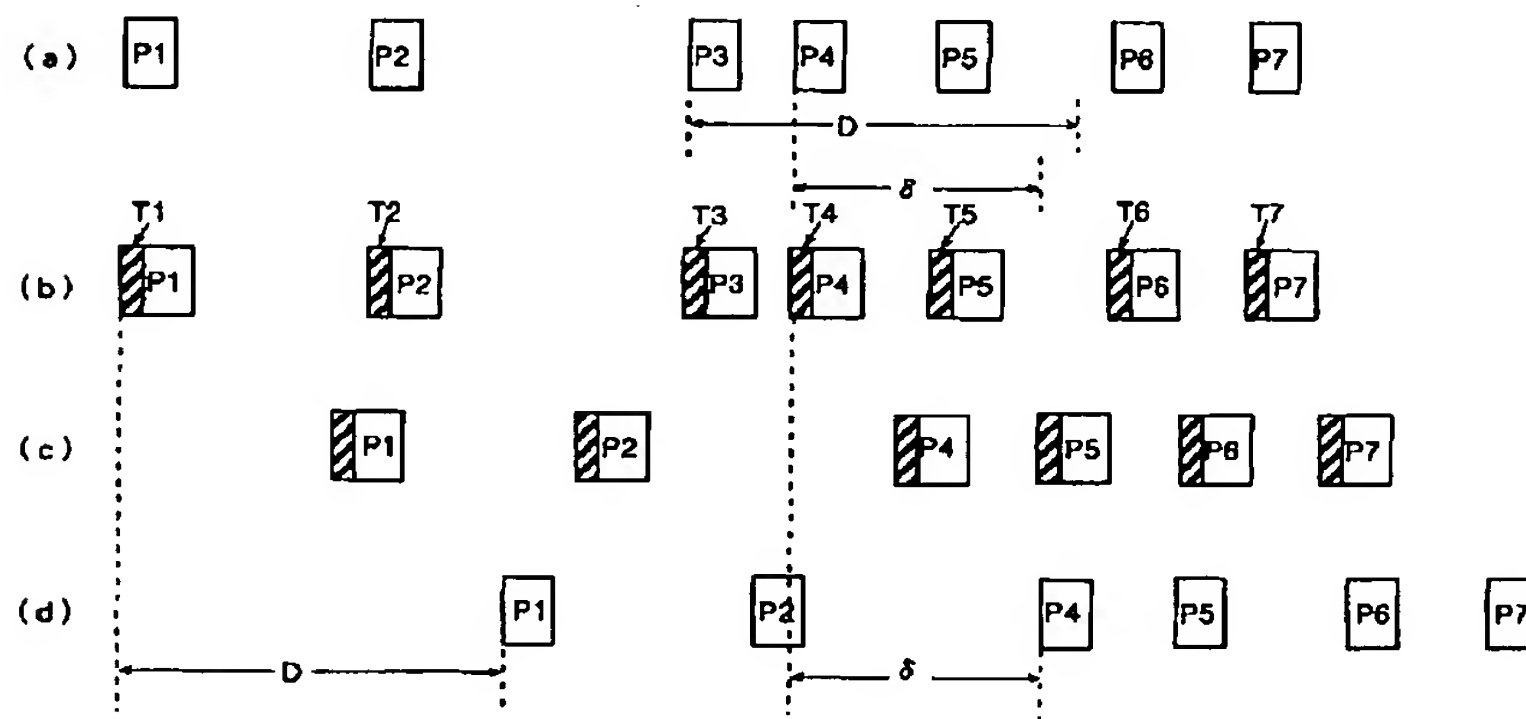 (a) P1 P2 P3 P4 P5 P6 P7
D
δ
T1 T2 T3 T4 T5 T6 T7
(b) P1 P2 P3 P4 P5 P6 P7
(c) P1 P2 P4 P5 P6 P7
(d) P1 P2 P4 P5 P6 P7
D δ